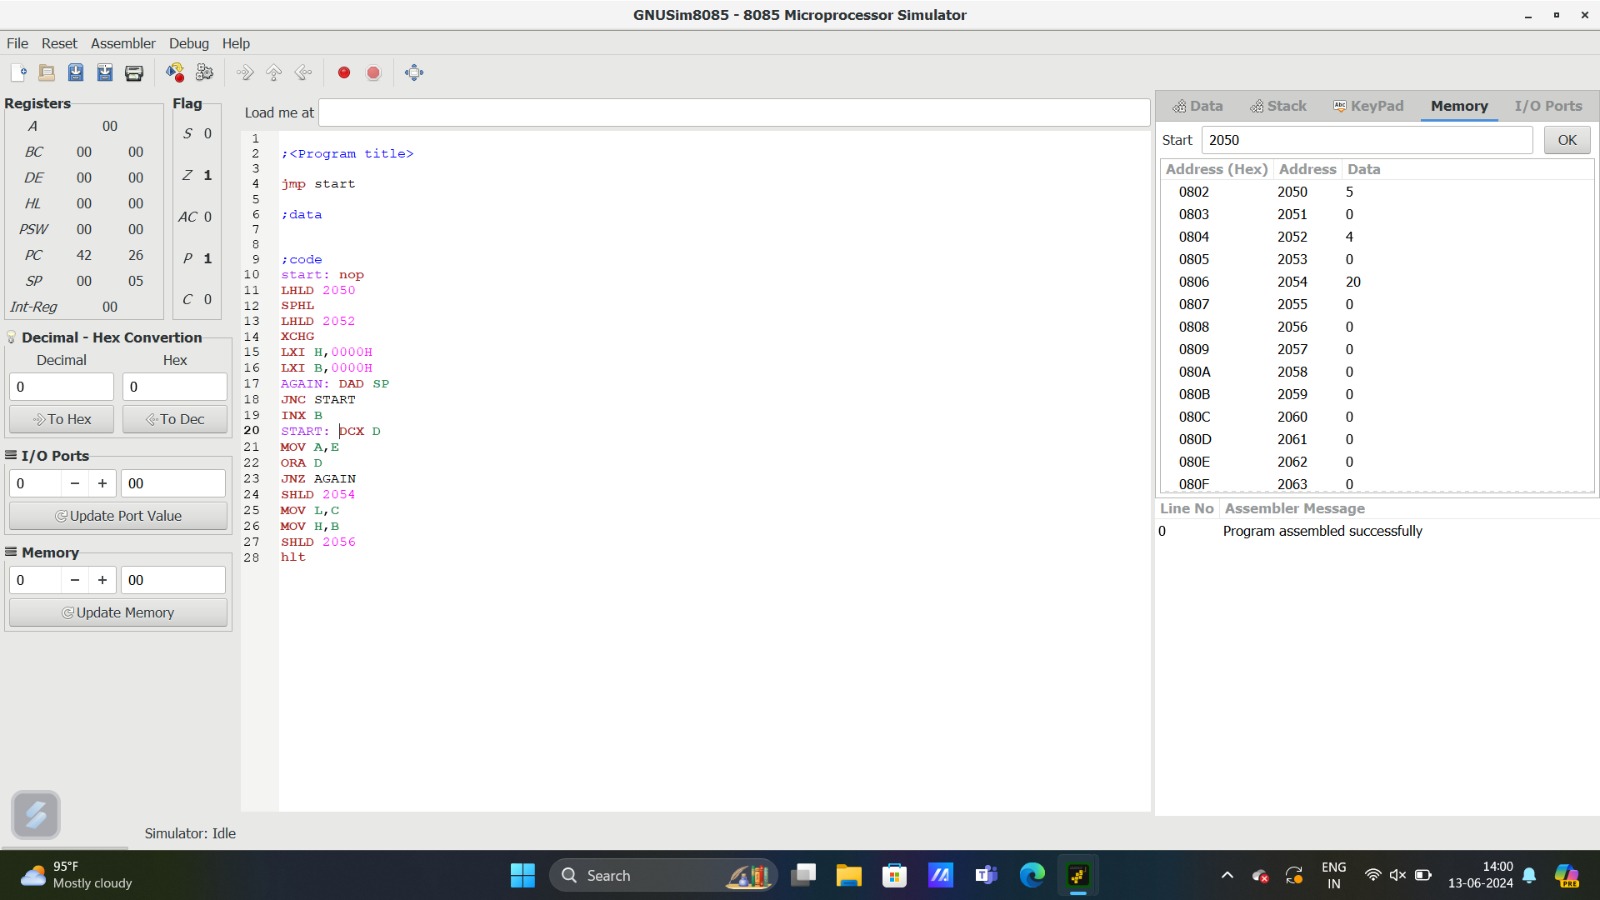 GNUSim8085 - 8085 Microprocessor Simulator
File Reset Assembler Debug Help
Registers
A 00
BC 00 00
DE 00 00
HL 00 00
PSW 00 00
PC 42 26
SP 00 05
Int-Reg 00
Flag
S 0
Z 1
AC 0
P 1
C 0
Decimal - Hex Convertion
Decimal Hex
0 0
To Hex To Dec
I/O Ports
0 − + 00
Update Port Value
Memory
0 − + 00
Update Memory
Load me at
1
2 ;<Program title>
3
4 jmp start
5
6 ;data
7
8
9 ;code
10 start: nop
11 LHLD 2050
12 SPHL
13 LHLD 2052
14 XCHG
15 LXI H,0000H
16 LXI B,0000H
17 AGAIN: DAD SP
18 JNC START
19 INX B
20 START: DCX D
21 MOV A,E
22 ORA D
23 JNZ AGAIN
24 SHLD 2054
25 MOV L,C
26 MOV H,B
27 SHLD 2056
28 hlt
Data Stack KeyPad Memory I/O Ports
Start 2050 OK
Address (Hex) Address Data
0802 2050 5
0803 2051 0
0804 2052 4
0805 2053 0
0806 2054 20
0807 2055 0
0808 2056 0
0809 2057 0
080A 2058 0
080B 2059 0
080C 2060 0
080D 2061 0
080E 2062 0
080F 2063 0
Line No Assembler Message
0 Program assembled successfully
Simulator: Idle
95°F
Mostly cloudy
Search
ENG
IN
14:00
13-06-2024
PRE